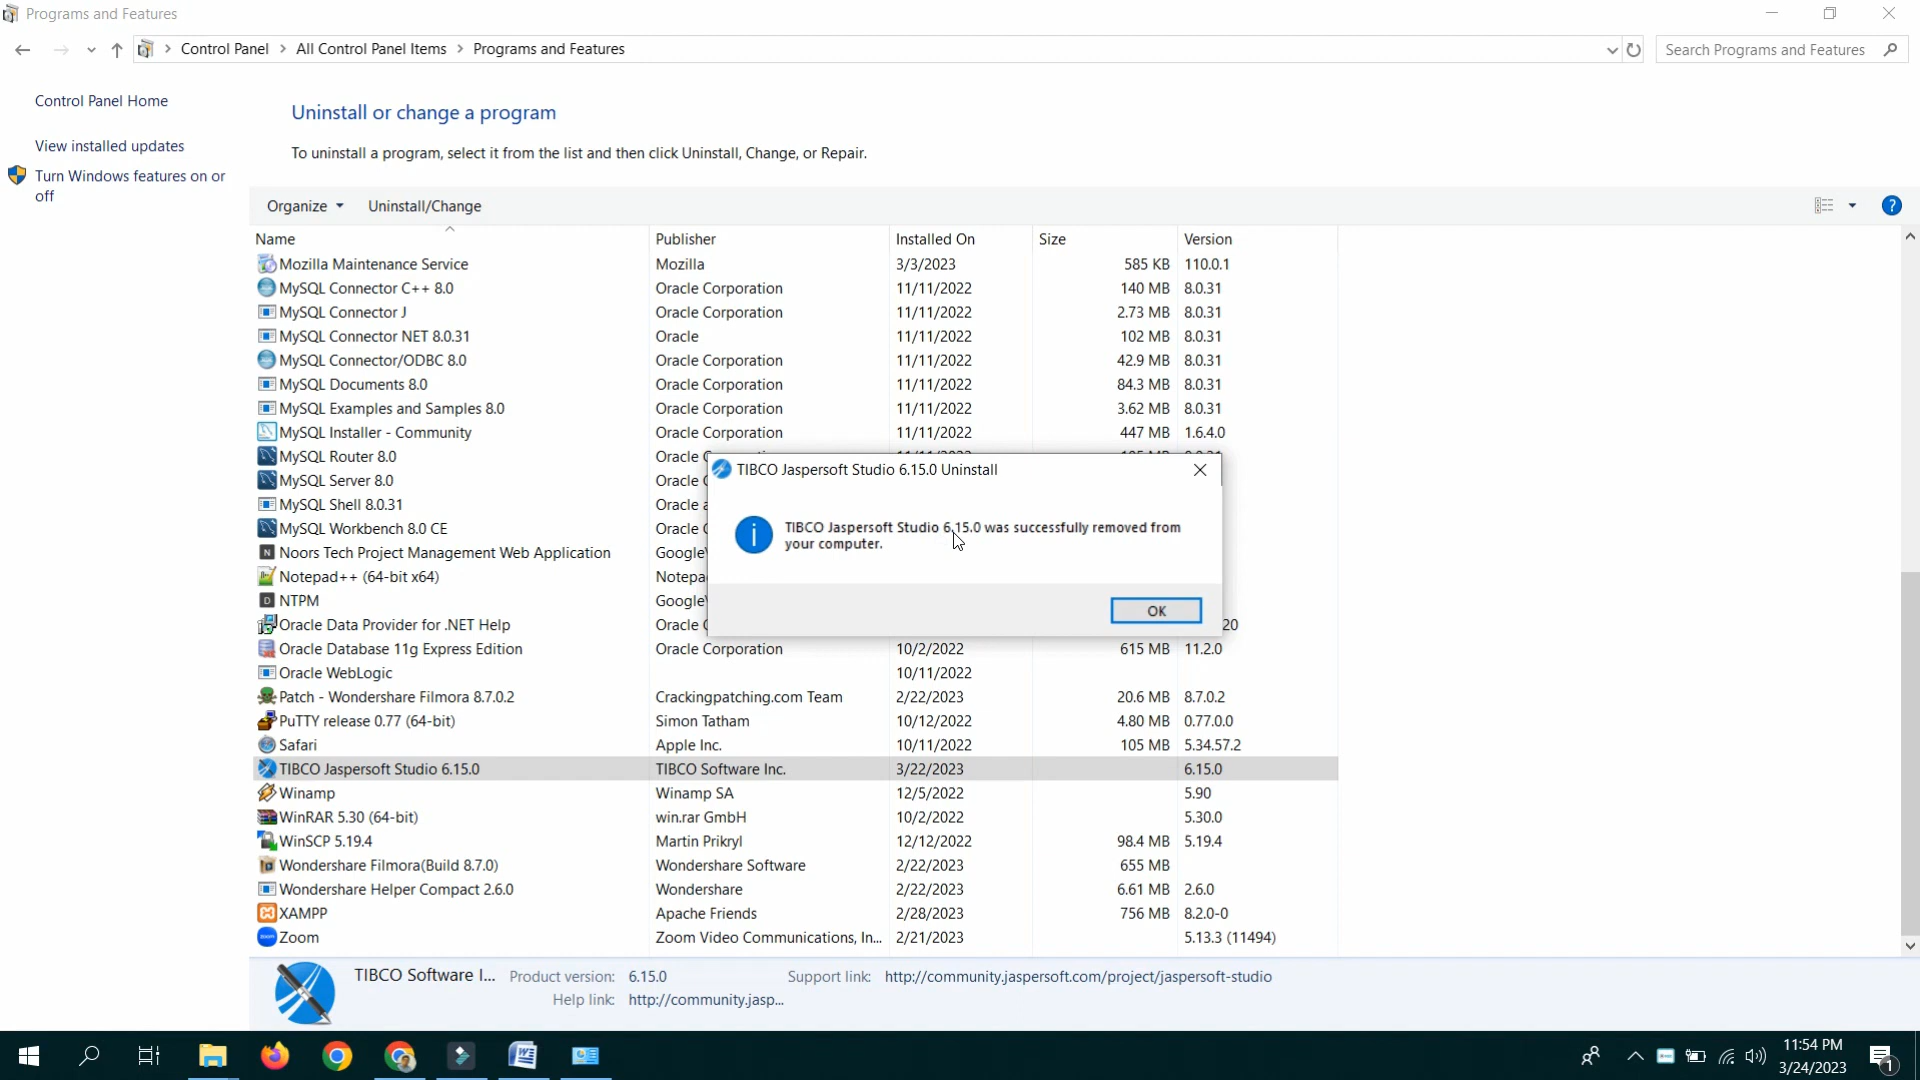 Programs and Features
Control Panel > All Control Panel Items > Programs and Features
Search Programs and Features
Control Panel Home
View installed updates
Turn Windows features on or
off
Uninstall or change a program
To uninstall a program, select it from the list and then click Uninstall, Change, or Repair.
Organize Uninstall/Change
Name Publisher Installed On Size Version
Mozilla Maintenance Service Mozilla 3/3/2023 585 KB 110.0.1
MySQL Connector C++ 8.0 Oracle Corporation 11/11/2022 140 MB 8.0.31
MySQL Connector J Oracle Corporation 11/11/2022 2.73 MB 8.0.31
MySQL Connector NET 8.0.31 Oracle 11/11/2022 102 MB 8.0.31
MySQL Connector/ODBC 8.0 Oracle Corporation 11/11/2022 42.9 MB 8.0.31
MySQL Documents 8.0 Oracle Corporation 11/11/2022 84.3 MB 8.0.31
MySQL Examples and Samples 8.0 Oracle Corporation 11/11/2022 3.62 MB 8.0.31
MySQL Installer - Community Oracle Corporation 11/11/2022 447 MB 1.6.4.0
MySQL Router 8.0 Oracle
MySQL Server 8.0 Oracle
MySQL Shell 8.0.31 Oracle
MySQL Workbench 8.0 CE Oracle
Noors Tech Project Management Web Application Google\
Notepad++ (64-bit x64) Notepa
NTPM Google\
Oracle Data Provider for .NET Help Oracle 20
TIBCO Jaspersoft Studio 6.15.0 Uninstall
TIBCO Jaspersoft Studio 6.15.0 was successfully removed from
your computer.
OK
Oracle Database 11g Express Edition Oracle Corporation 10/2/2022 615 MB 11.2.0
Oracle WebLogic 10/11/2022
Patch - Wondershare Filmora 8.7.0.2 Crackingpatching.com Team 2/22/2023 20.6 MB 8.7.0.2
PuTTY release 0.77 (64-bit) Simon Tatham 10/12/2022 4.80 MB 0.77.0.0
Safari Apple Inc. 10/11/2022 105 MB 5.34.57.2
TIBCO Jaspersoft Studio 6.15.0 TIBCO Software Inc. 3/22/2023 6.15.0
Winamp Winamp SA 12/5/2022 5.90
WinRAR 5.30 (64-bit) win.rar GmbH 10/2/2022 5.30.0
WinSCP 5.19.4 Martin Prikryl 12/12/2022 98.4 MB 5.19.4
Wondershare Filmora(Build 8.7.0) Wondershare Software 2/22/2023 655 MB
Wondershare Helper Compact 2.6.0 Wondershare 2/22/2023 6.61 MB 2.6.0
XAMPP Apache Friends 2/28/2023 756 MB 8.2.0-0
Zoom Zoom Video Communications, In... 2/21/2023 5.13.3 (11494)
TIBCO Software I... Product version: 6.15.0 Support link: http://community.jaspersoft.com/project/jaspersoft-studio
Help link: http://community.jasp...
11:54 PM
3/24/2023
1